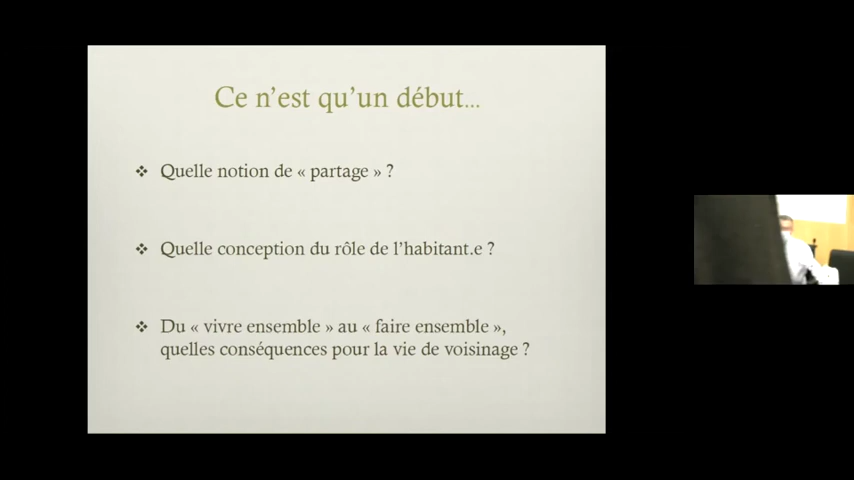 Ce n'est qu'un début...
❖ Quelle notion de « partage » ?
❖ Quelle conception du rôle de l'habitant.e ?
❖ Du « vivre ensemble » au « faire ensemble »,
quelles conséquences pour la vie de voisinage ?